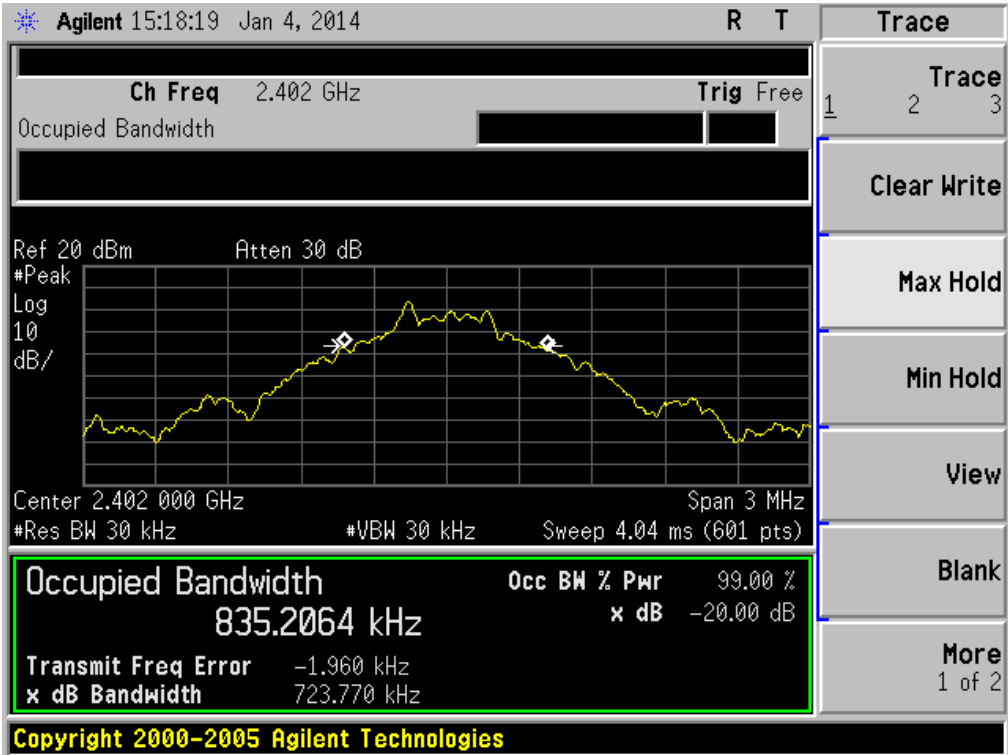 Agilent 15:18:19 Jan 4, 2014 R T
Trace
Ch Freq 2.402 GHz Trig Free
Occupied Bandwidth
Trace
1 2 3
Clear Write
Max Hold
Min Hold
View
Blank
More
1 of 2
Ref 20 dBm Atten 30 dB
#Peak
Log
10
dB/
Center 2.402 000 GHz Span 3 MHz
#Res BW 30 kHz #VBW 30 kHz Sweep 4.04 ms (601 pts)
Occupied Bandwidth
835.2064 kHz
Occ BW % Pwr 99.00 %
x dB -20.00 dB
Transmit Freq Error -1.960 kHz
x dB Bandwidth 723.770 kHz
Copyright 2000-2005 Agilent Technologies